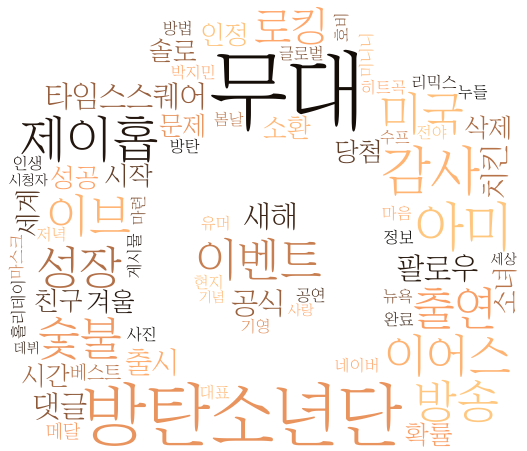 방법
솔로
인정
로킹
글로벌
훗비
미니니
박지민
히트곡
리믹스
누들
타임스스퀘어
무대
봄날
미국
제이홉
문제
방탄
소환
수프
전야
삭제
당첨
감사
치킨
인생
시청자
성공
시작
세계
이브
마련
저녁
유머
새해
마음
정보
아미
소녀
게시물
마스크
홀리데이
성장
이벤트
현지
기념
팔로우
세상
친구
겨울
공식
공연
사탕
기영
뉴욕
완료
출연
데뷔
숯불
사진
출시
시간
베스트
네이버
이어스
댓글
메달
방탄소년단
대표
방송
확률